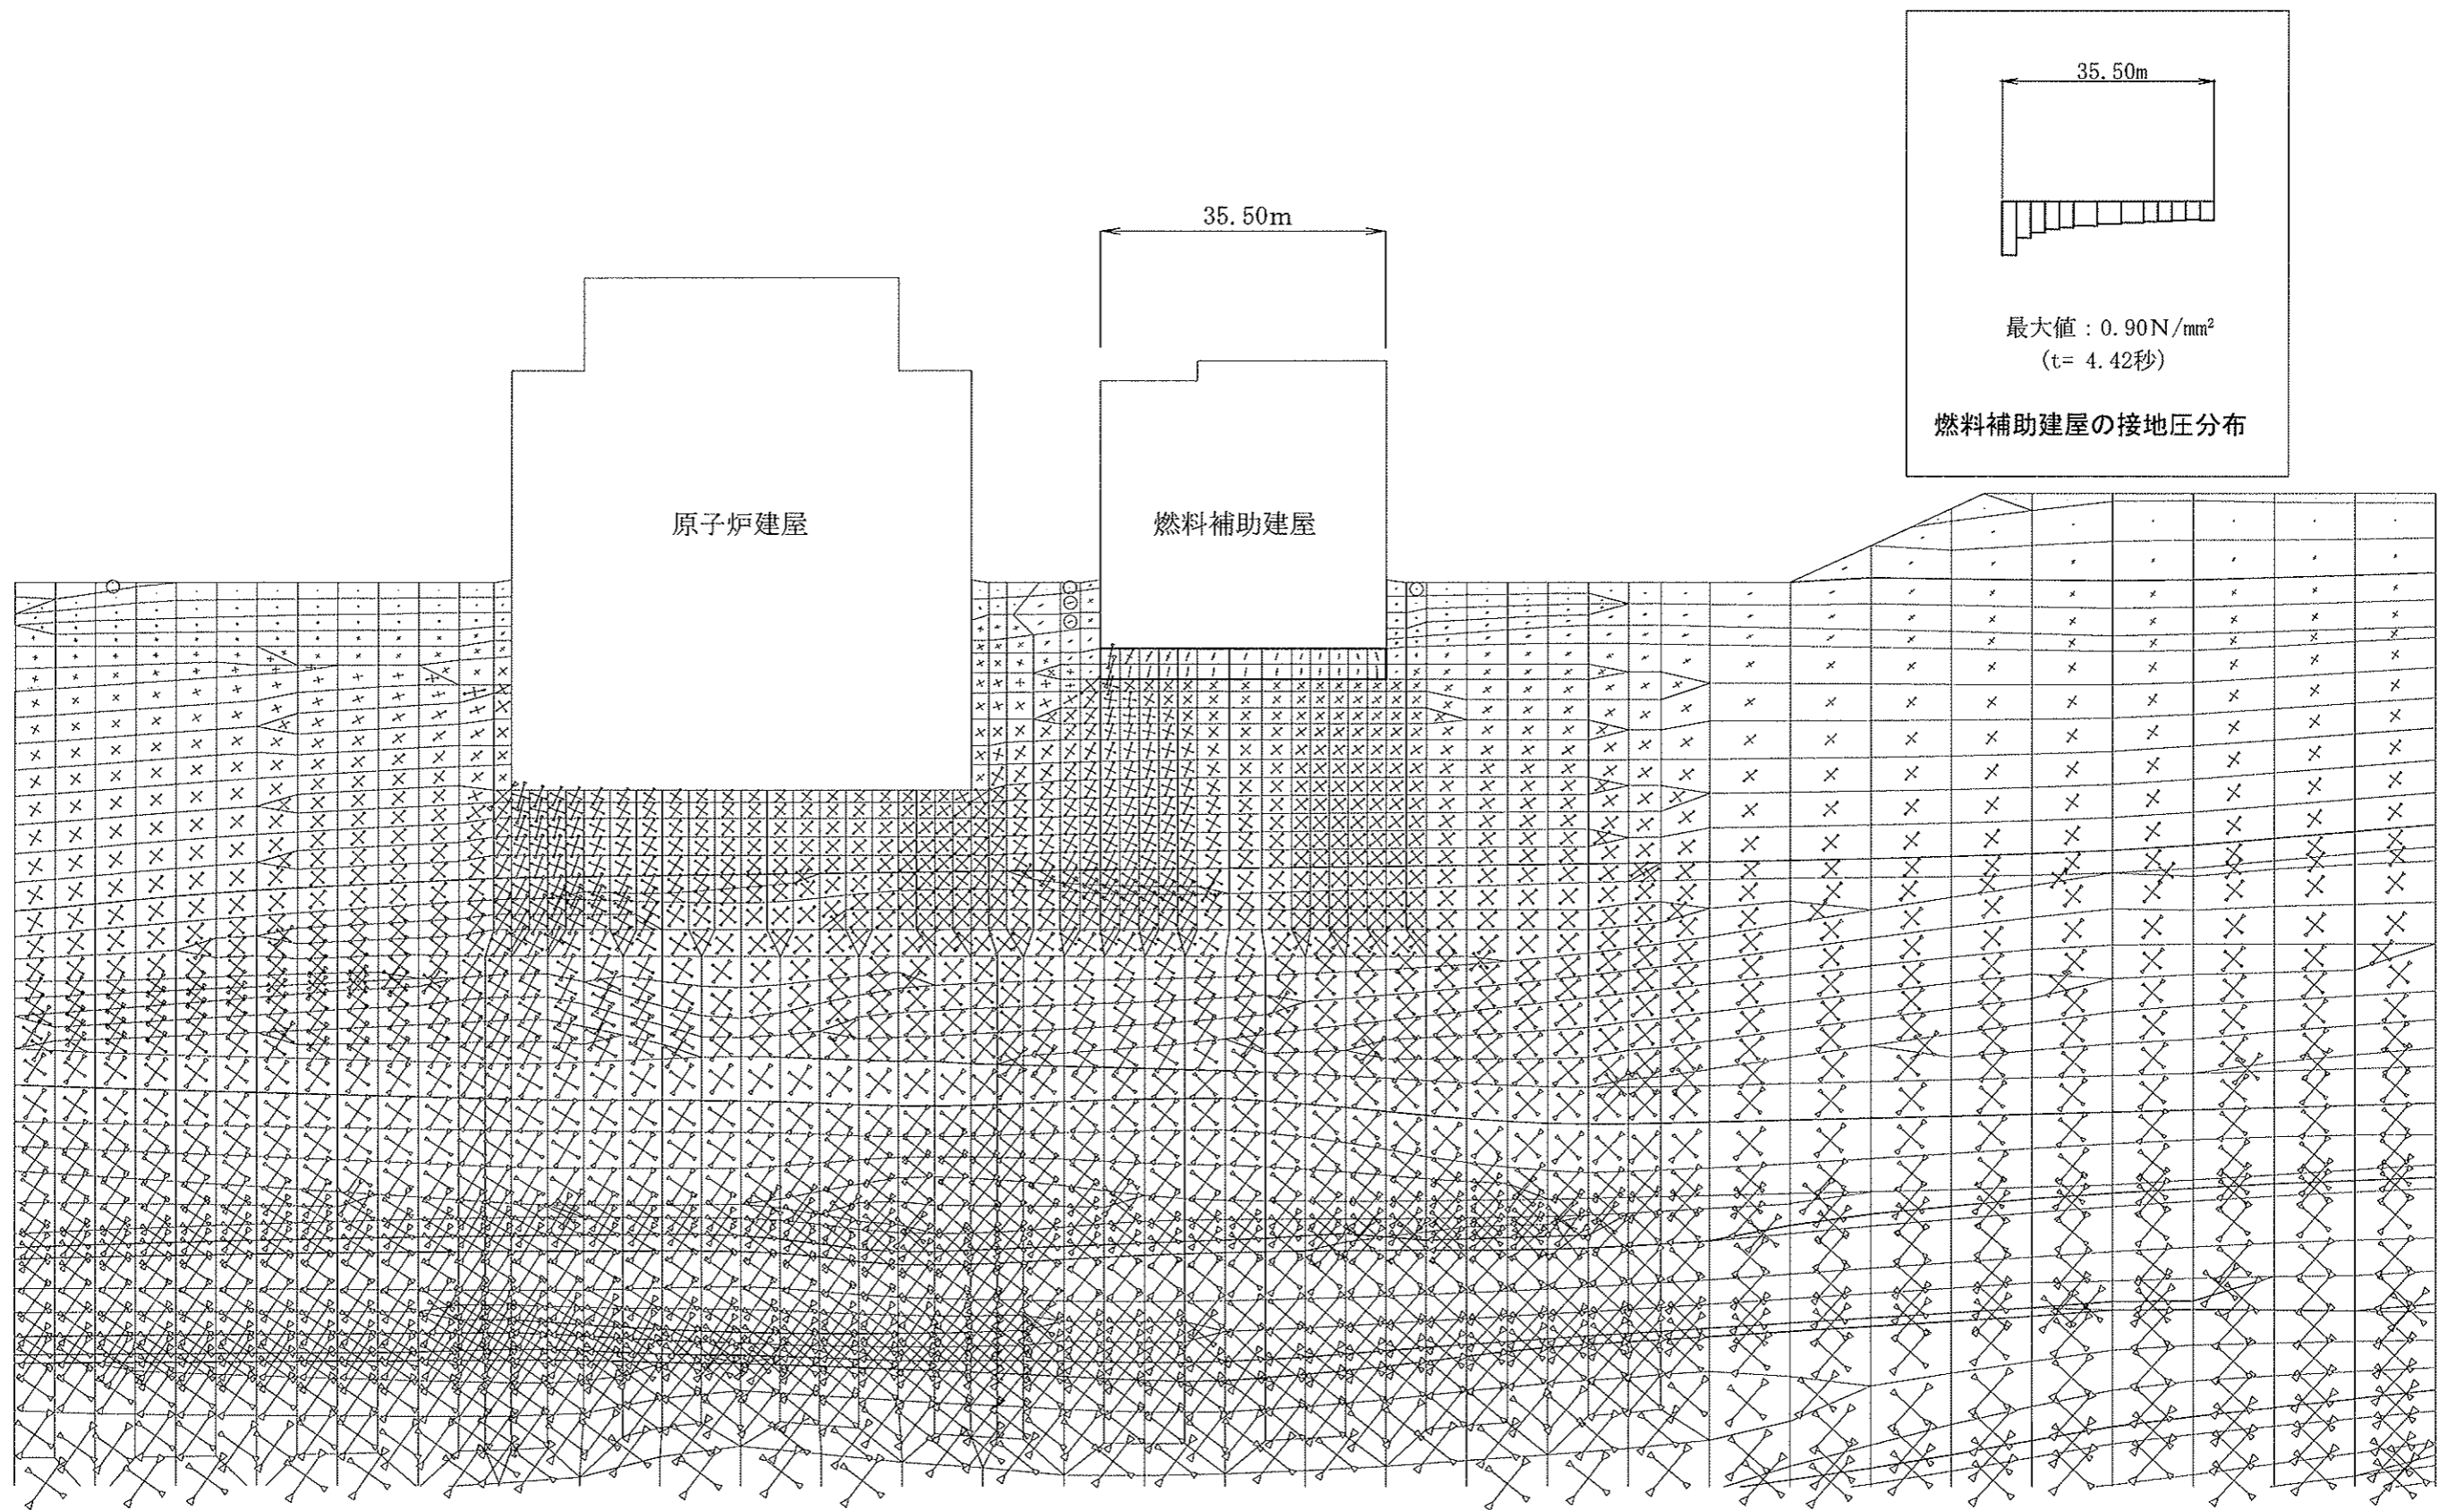 35.50m
最大値：0.90N/mm²
(t= 4.42秒)
燃料補助建屋の接地圧分布
35.50m
原子炉建屋
燃料補助建屋